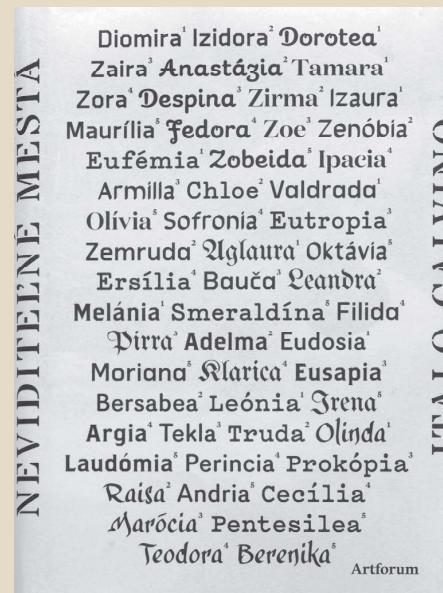 NEVIDITEĽNÉ MESTÁ
Diomira¹ Izidora² Dorotea¹
Zaira³ Anastázia² Tamara¹
Zora⁴ Despina³ Zirma² Izaura¹
Maurília⁵ Fedora⁴ Zoe³ Zenóbia²
Eufémia¹ Zobeida⁵ Ipacia⁴
Armilla³ Chloe² Valdrada¹
Olívia⁵ Sofronia⁴ Eutropia³
Zemruda² Aglaura¹ Oktávia⁵
Ersília⁴ Bauča³ Leandra²
Melánia¹ Smeraldína⁵ Filida⁴
Pirra³ Adelma² Eudosia¹
Moriana⁵ Klarica⁴ Eusapia³
Bersabea² Leónia¹ Irena⁵
Argia⁴ Tekla³ Truda² Olinda¹
Laudómia⁵ Perincia⁴ Prokópia³
Raisa² Andria⁵ Cecília⁴
Marócia³ Pentesilea⁵
Teodora⁴ Berenika⁵
Artforum
ITALO CALVINO